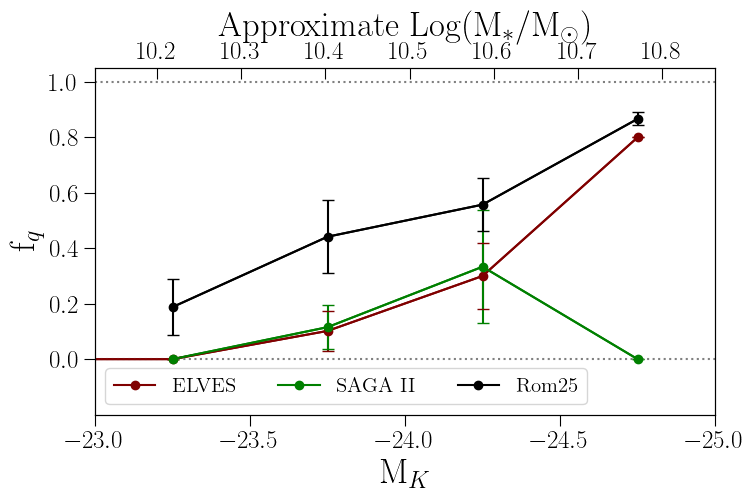 Approximate Log(M*/M⊙)
10.2 10.3 10.4 10.5 10.6 10.7 10.8
1.0
0.8
0.6
0.4
0.2
0.0
f_q
ELVES SAGA II Rom25
−23.0 −23.5 −24.0 −24.5 −25.0
M_K